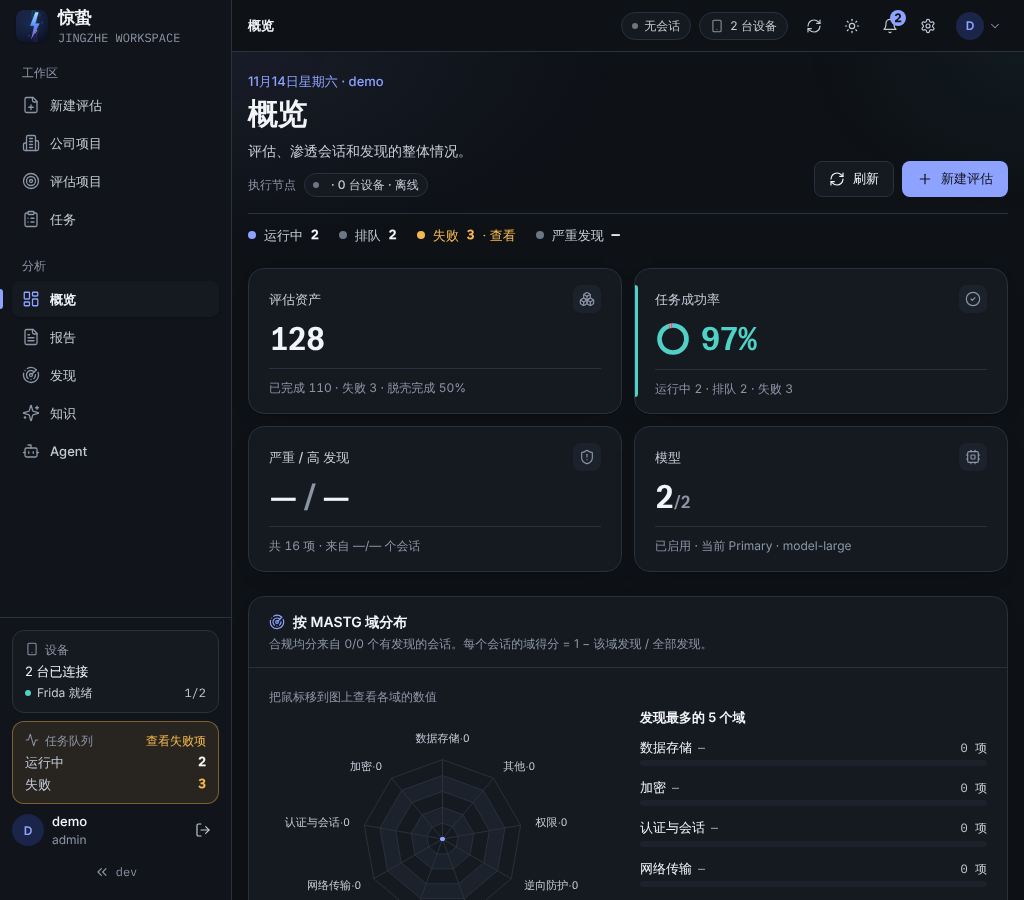 惊蛰
JINGZHE WORKSPACE
工作区
新建评估
公司项目
评估项目
任务
分析
概览
报告
发现
知识
Agent
设备
2 台已连接
Frida 就绪 1/2
任务队列 查看失败项
运行中 2
失败 3
D
demo
admin
dev
概览
无会话
2 台设备
2
D
11月14日星期六 · demo
概览
评估、渗透会话和发现的整体情况。
执行节点 · 0 台设备 · 离线
刷新
新建评估
运行中 2 排队 2 失败 3 · 查看 严重发现 —
评估资产
128
已完成 110 · 失败 3 · 脱壳完成 50%
任务成功率
97%
运行中 2 · 排队 2 · 失败 3
严重 / 高 发现
— / —
共 16 项 · 来自 —/— 个会话
模型
2/2
已启用 · 当前 Primary · model-large
按 MASTG 域分布
合规均分来自 0/0 个有发现的会话。每个会话的域得分 = 1 − 该域发现 / 全部发现。
把鼠标移到图上查看各域的数值
数据存储·0
加密·0
其他·0
认证与会话·0
权限·0
网络传输·0
逆向防护·0
发现最多的 5 个域
数据存储 — 0 项
加密 — 0 项
认证与会话 — 0 项
网络传输 — 0 项